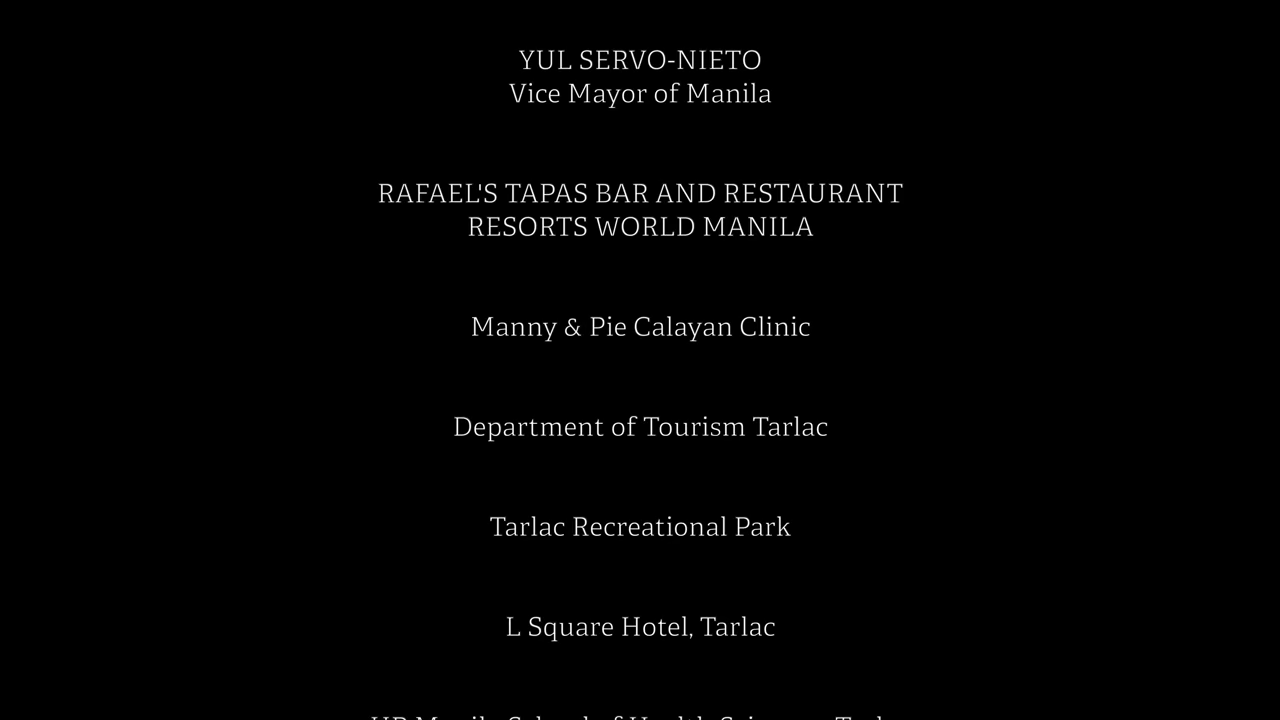 YUL SERVO-NIETO
Vice Mayor of Manila
RAFAEL'S TAPAS BAR AND RESTAURANT
RESORTS WORLD MANILA
Manny & Pie Calayan Clinic
Department of Tourism Tarlac
Tarlac Recreational Park
L Square Hotel, Tarlac